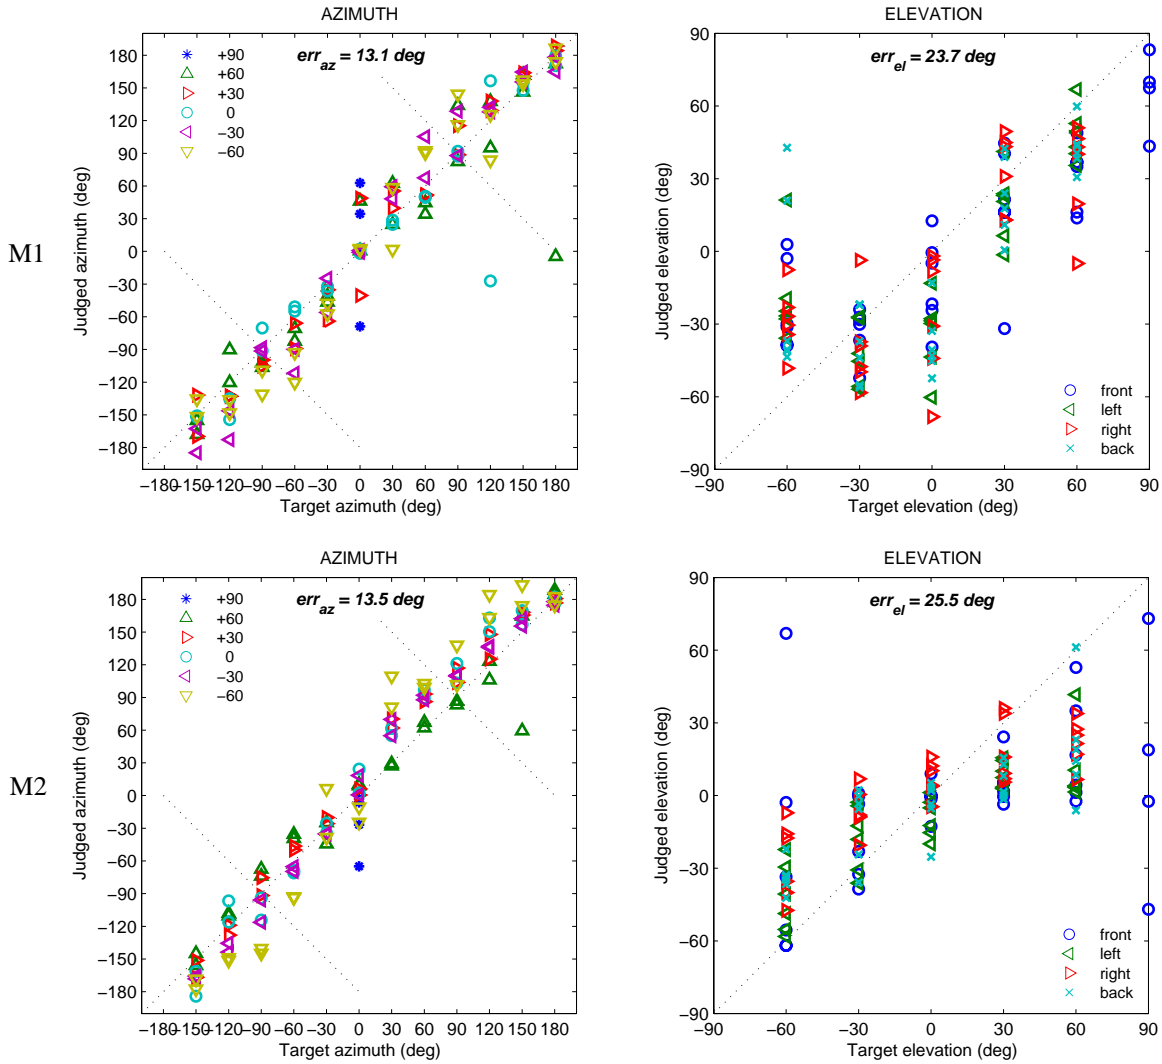 AZIMUTH
err_az = 13.1 deg
180
150
120
90
60
30
0
−30
−60
−90
−120
−150
−180
+90
+60
+30
0
−30
−60
Judged azimuth (deg)
−180 −150 −120 −90 −60 −30 0 30 60 90 120 150 180
Target azimuth (deg)
M1
ELEVATION
err_el = 23.7 deg
90
60
30
0
−30
−60
−90
Judged elevation (deg)
front
left
right
back
−90 −60 −30 0 30 60 90
Target elevation (deg)
AZIMUTH
err_az = 13.5 deg
180
150
120
90
60
30
0
−30
−60
−90
−120
−150
−180
+90
+60
+30
0
−30
−60
Judged azimuth (deg)
−180 −150 −120 −90 −60 −30 0 30 60 90 120 150 180
Target azimuth (deg)
M2
ELEVATION
err_el = 25.5 deg
90
60
30
0
−30
−60
−90
Judged elevation (deg)
front
left
right
back
−90 −60 −30 0 30 60 90
Target elevation (deg)